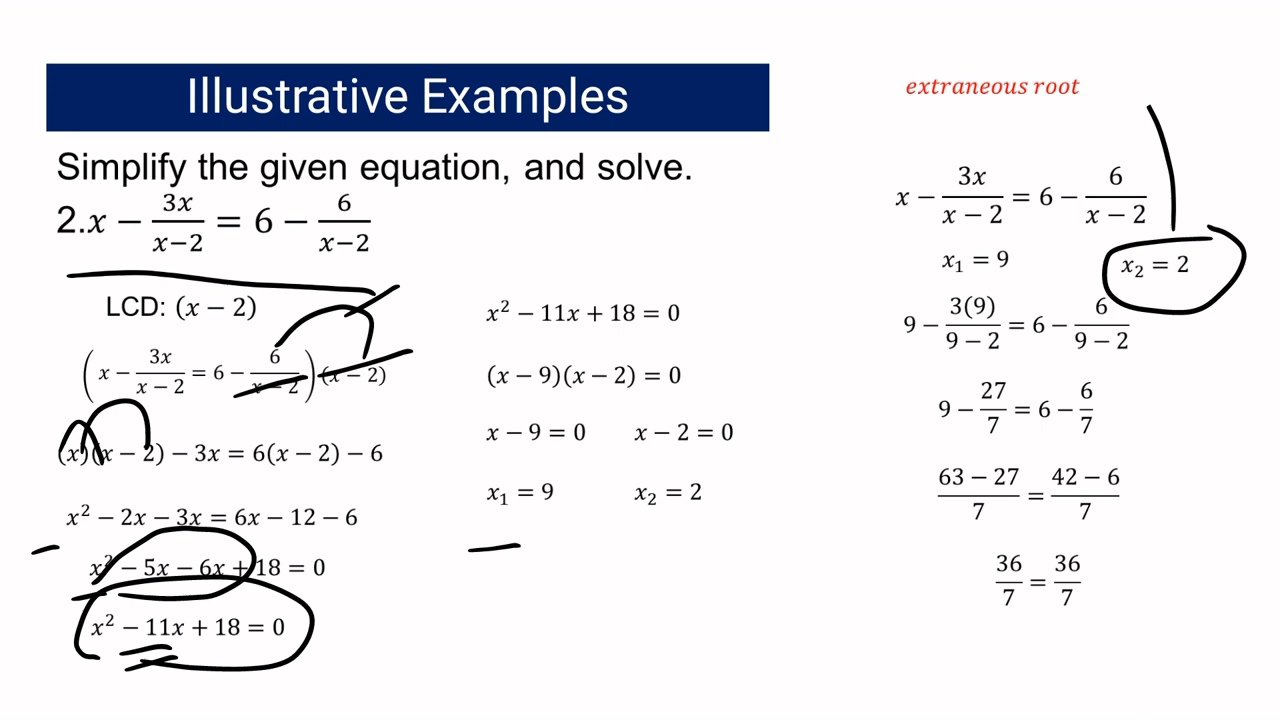 Illustrative Examples
Simplify the given equation, and solve.
2. x − 3x/(x−2) = 6 − 6/(x−2)
LCD: (x − 2)
(x − 3x/(x − 2) = 6 − 6/(x − 2))(x − 2)
(x)(x − 2) − 3x = 6(x − 2) − 6
x² − 2x − 3x = 6x − 12 − 6
x² − 5x − 6x + 18 = 0
x² − 11x + 18 = 0
x² − 11x + 18 = 0
(x − 9)(x − 2) = 0
x − 9 = 0 x − 2 = 0
x₁ = 9 x₂ = 2
extraneous root
x − 3x/(x − 2) = 6 − 6/(x − 2)
x₁ = 9 x₂ = 2
9 − 3(9)/(9 − 2) = 6 − 6/(9 − 2)
9 − 27/7 = 6 − 6/7
(63 − 27)/7 = (42 − 6)/7
36/7 = 36/7